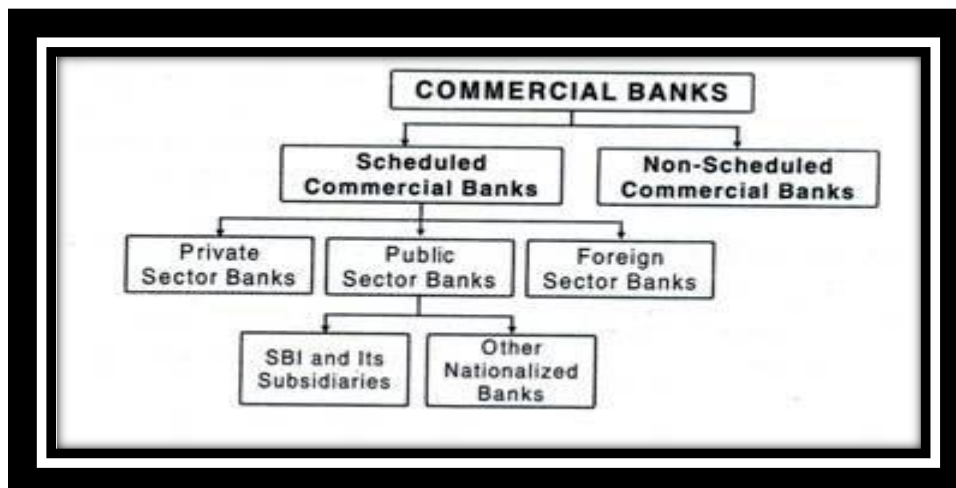 COMMERCIAL BANKS
Scheduled
Commercial Banks
Non-Scheduled
Commercial Banks
Private
Sector Banks
Public
Sector Banks
Foreign
Sector Banks
SBI and Its
Subsidiaries
Other
Nationalized
Banks